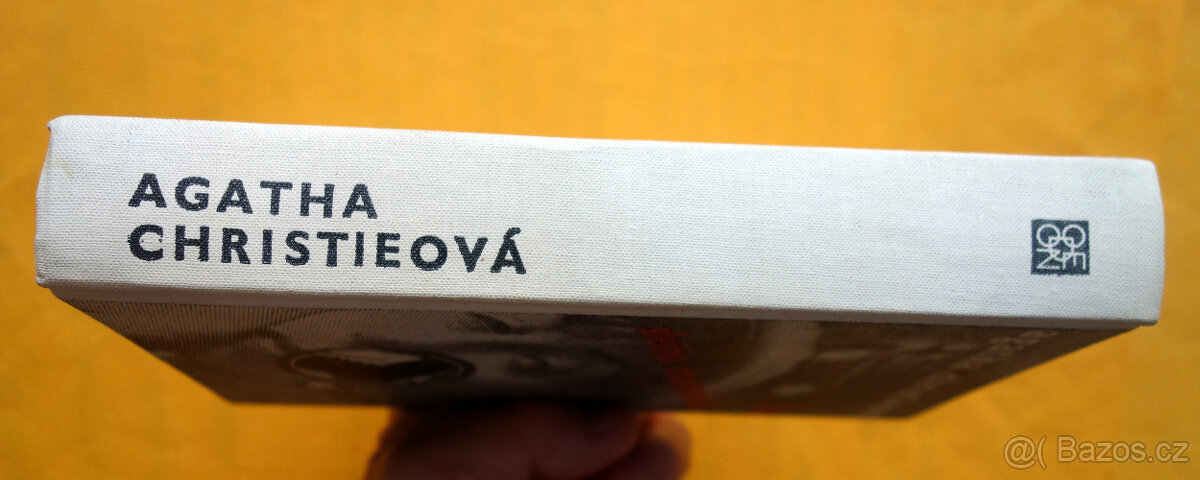 AGATHA
CHRISTIEOVÁ
@( Bazos.cz